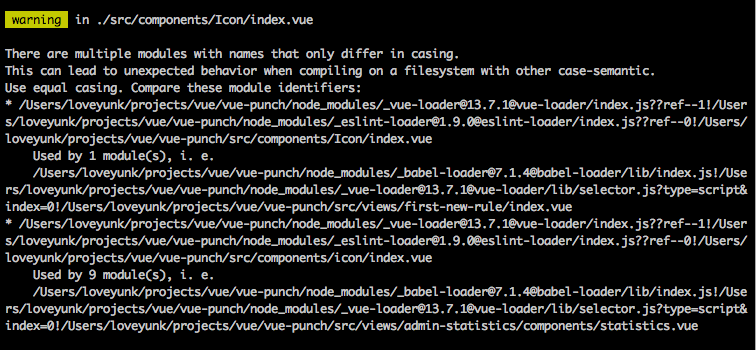 warning in ./src/components/Icon/index.vue
There are multiple modules with names that only differ in casing.
This can lead to unexpected behavior when compiling on a filesystem with other case-semantic.
Use equal casing. Compare these module identifiers:
* /Users/loveyunk/projects/vue/vue-punch/node_modules/_vue-loader@13.7.1@vue-loader/index.js??ref--1!/User
s/loveyunk/projects/vue/vue-punch/node_modules/_eslint-loader@1.9.0@eslint-loader/index.js??ref--0!/Users/
loveyunk/projects/vue/vue-punch/src/components/Icon/index.vue
    Used by 1 module(s), i. e.
    /Users/loveyunk/projects/vue/vue-punch/node_modules/_babel-loader@7.1.4@babel-loader/lib/index.js!/Use
rs/loveyunk/projects/vue/vue-punch/node_modules/_vue-loader@13.7.1@vue-loader/lib/selector.js?type=script&
index=0!/Users/loveyunk/projects/vue/vue-punch/src/views/first-new-rule/index.vue
* /Users/loveyunk/projects/vue/vue-punch/node_modules/_vue-loader@13.7.1@vue-loader/index.js??ref--1!/User
s/loveyunk/projects/vue/vue-punch/node_modules/_eslint-loader@1.9.0@eslint-loader/index.js??ref--0!/Users/
loveyunk/projects/vue/vue-punch/src/components/icon/index.vue
    Used by 9 module(s), i. e.
    /Users/loveyunk/projects/vue/vue-punch/node_modules/_babel-loader@7.1.4@babel-loader/lib/index.js!/Use
rs/loveyunk/projects/vue/vue-punch/node_modules/_vue-loader@13.7.1@vue-loader/lib/selector.js?type=script&
index=0!/Users/loveyunk/projects/vue/vue-punch/src/views/admin-statistics/components/statistics.vue